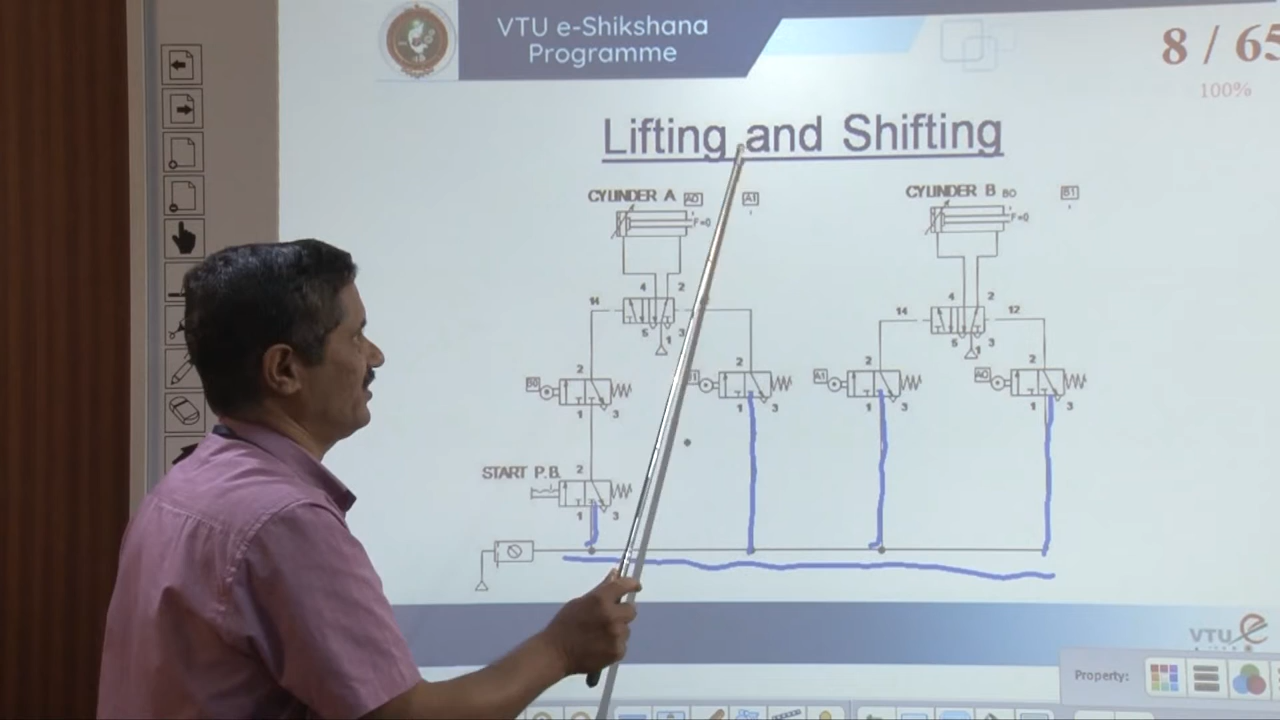 VTU e-Shikshana
Programme
8 / 65
100%
Lifting and Shifting
CYLINDER A A0 A1
F=0
CYLINDER B B0 B1
F=0
14 4 2
5 1 3
14 4 2 12
5 1 3
B0 2
1 3
2
1 3
A1 2
1 3
A0 2
1 3
START P.B. 2
1 3
VTU e
Property: